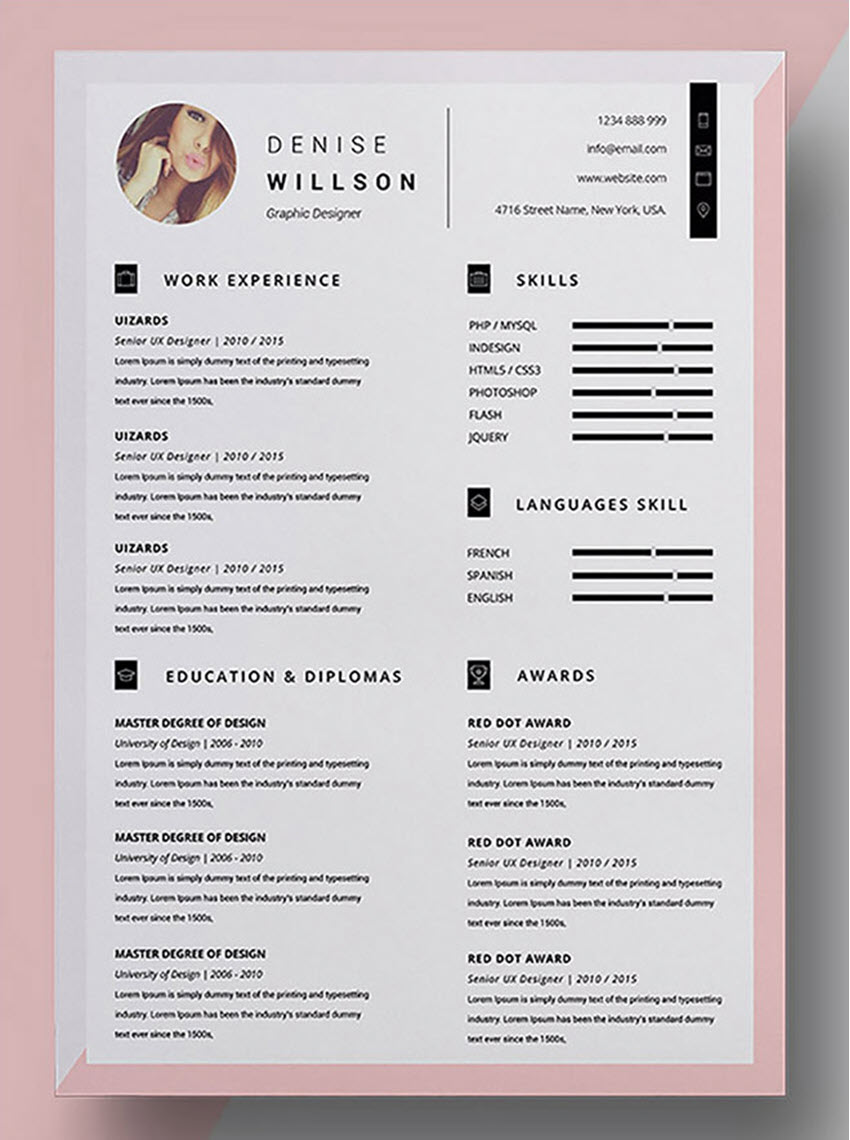 DENISE
WILLSON
Graphic Designer
1234 888 999
info@email.com
www.website.com
4716 Street Name, New York, USA.
WORK EXPERIENCE
UIZARDS
Senior UX Designer | 2010 / 2015
Lorem Ipsum is simply dummy text of the printing and typesetting
industry. Lorem Ipsum has been the industry's standard dummy
text ever since the 1500s,
UIZARDS
Senior UX Designer | 2010 / 2015
Lorem Ipsum is simply dummy text of the printing and typesetting
industry. Lorem Ipsum has been the industry's standard dummy
text ever since the 1500s,
UIZARDS
Senior UX Designer | 2010 / 2015
Lorem Ipsum is simply dummy text of the printing and typesetting
industry. Lorem Ipsum has been the industry's standard dummy
text ever since the 1500s,
SKILLS
PHP / MYSQL
INDESIGN
HTML5 / CSS3
PHOTOSHOP
FLASH
JQUERY
LANGUAGES SKILL
FRENCH
SPANISH
ENGLISH
EDUCATION & DIPLOMAS
MASTER DEGREE OF DESIGN
University of Design | 2006 - 2010
Lorem Ipsum is simply dummy text of the printing and typesetting
industry. Lorem Ipsum has been the industry's standard dummy
text ever since the 1500s,
MASTER DEGREE OF DESIGN
University of Design | 2006 - 2010
Lorem Ipsum is simply dummy text of the printing and typesetting
industry. Lorem Ipsum has been the industry's standard dummy
text ever since the 1500s,
MASTER DEGREE OF DESIGN
University of Design | 2006 - 2010
Lorem Ipsum is simply dummy text of the printing and typesetting
industry. Lorem Ipsum has been the industry's standard dummy
text ever since the 1500s,
AWARDS
RED DOT AWARD
Senior UX Designer | 2010 / 2015
Lorem Ipsum is simply dummy text of the printing and typesetting
industry. Lorem Ipsum has been the industry's standard dummy
text ever since the 1500s,
RED DOT AWARD
Senior UX Designer | 2010 / 2015
Lorem Ipsum is simply dummy text of the printing and typesetting
industry. Lorem Ipsum has been the industry's standard dummy
text ever since the 1500s,
RED DOT AWARD
Senior UX Designer | 2010 / 2015
Lorem Ipsum is simply dummy text of the printing and typesetting
industry. Lorem Ipsum has been the industry's standard dummy
text ever since the 1500s,